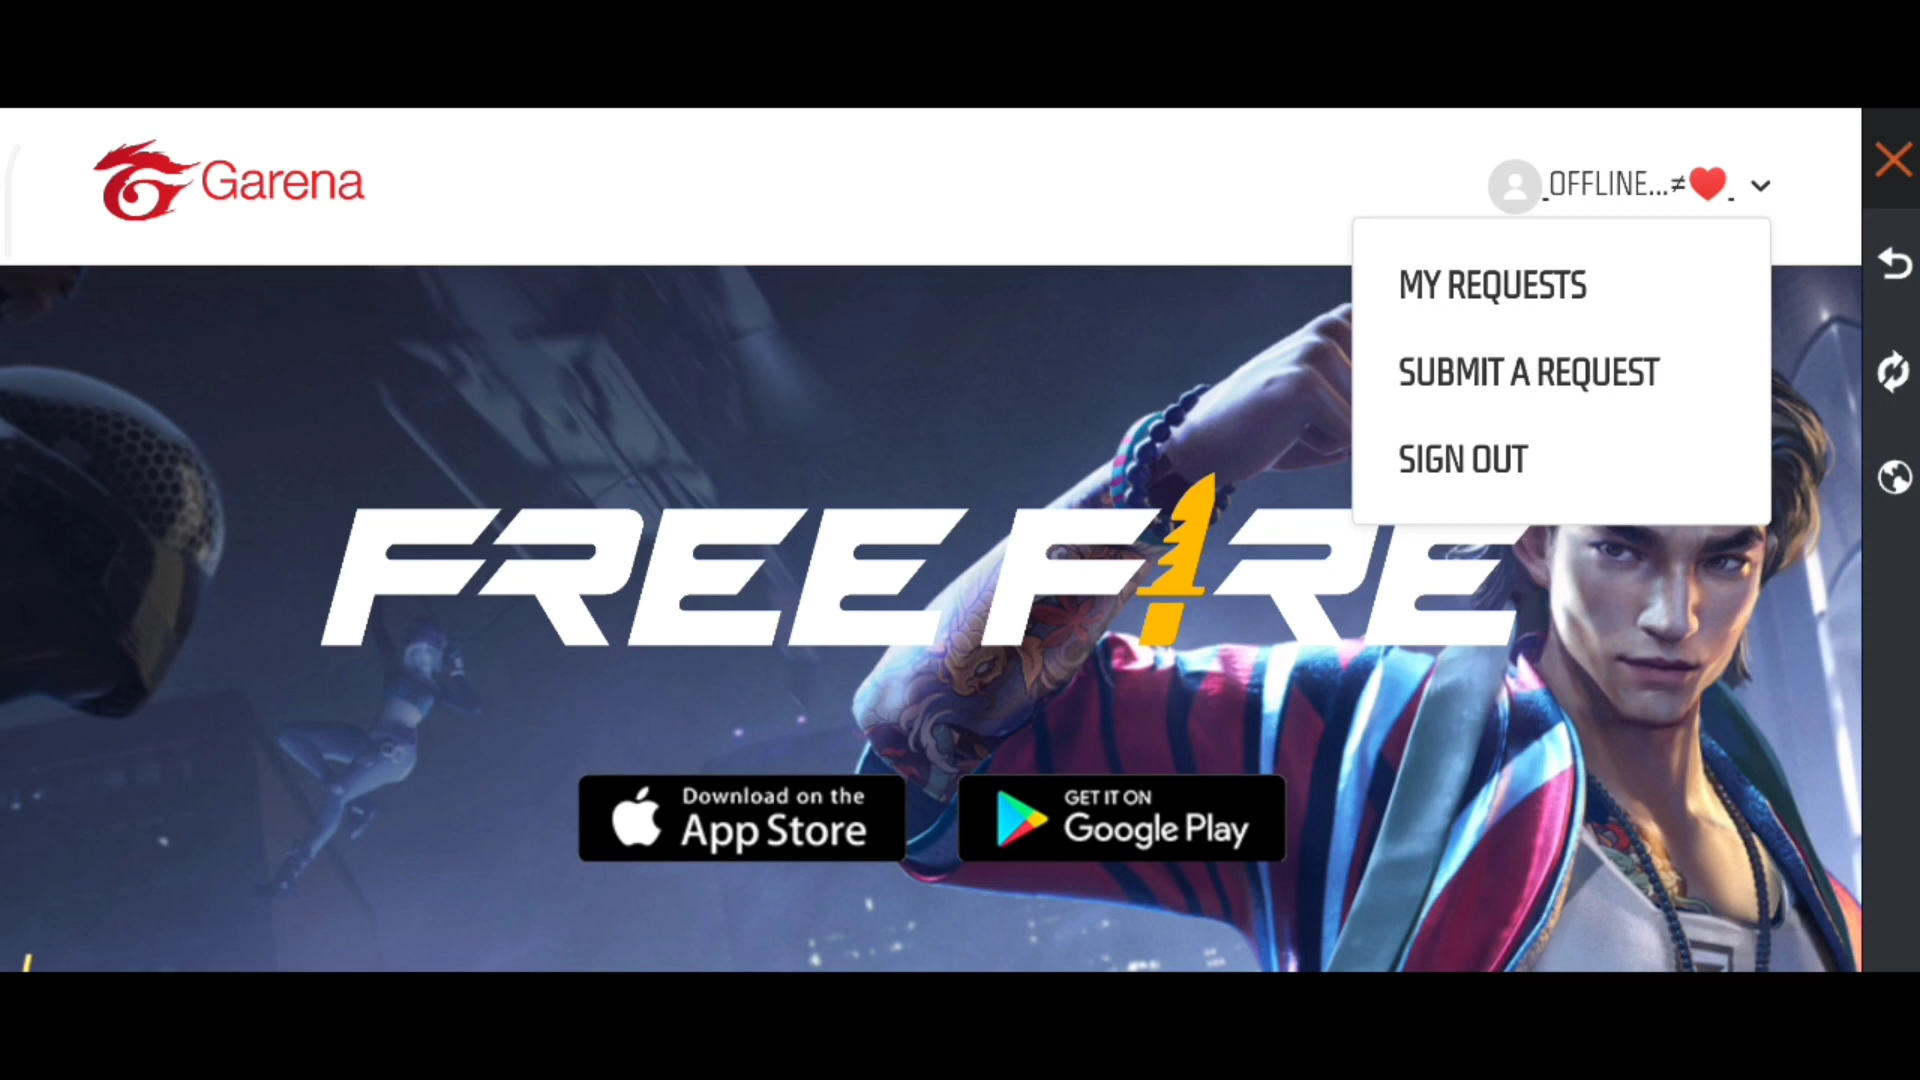 Garena
_OFFLINE...≠❤️_
MY REQUESTS
SUBMIT A REQUEST
SIGN OUT
FREE FIRE
Download on the
App Store
GET IT ON
Google Play